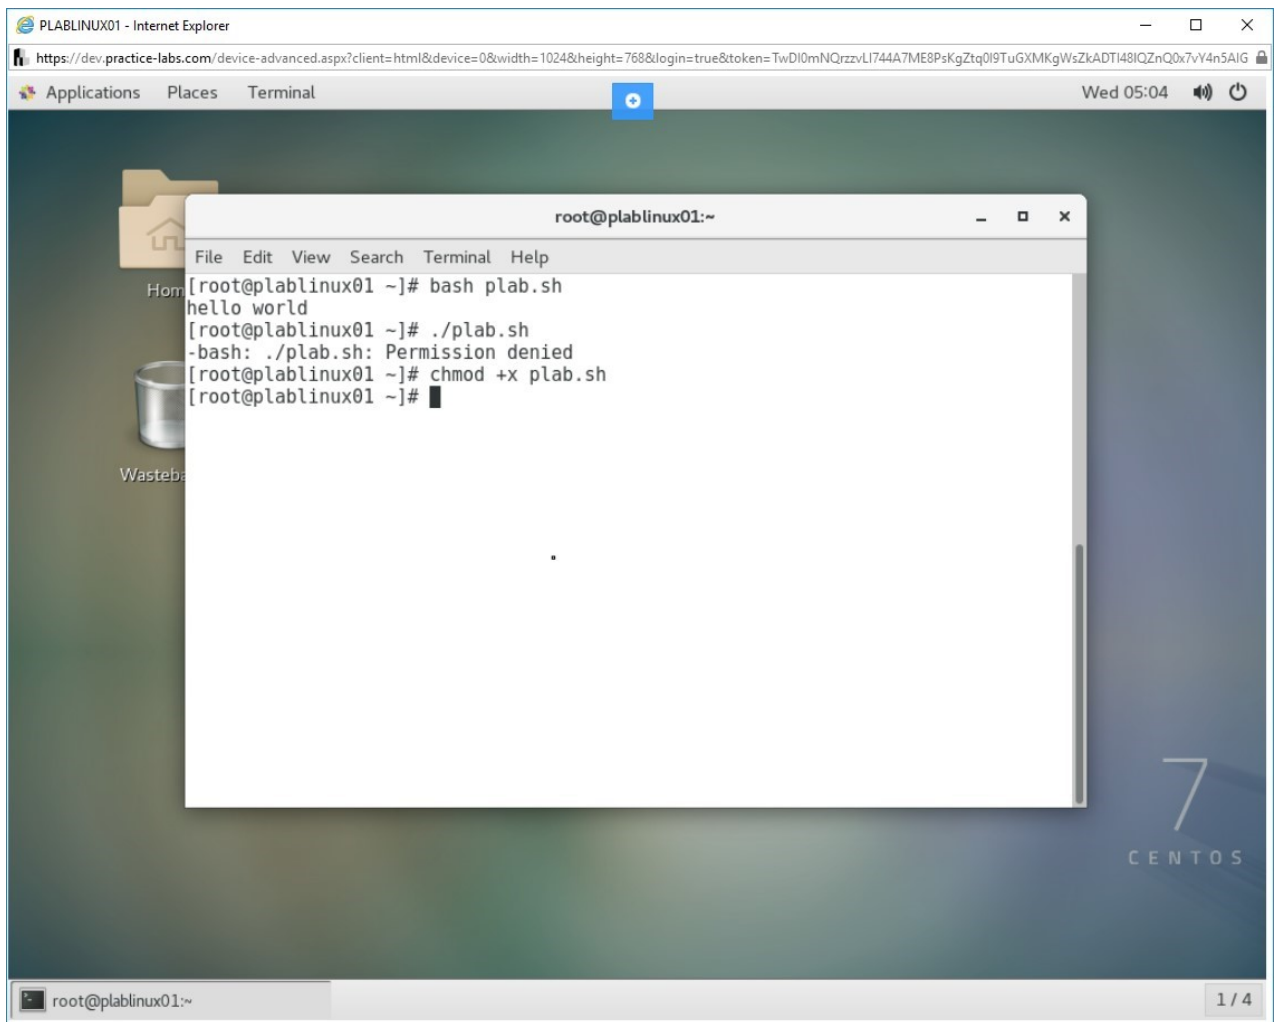 PLABLINUX01 - Internet Explorer
https://dev.practice-labs.com/device-advanced.aspx?client=html&device=0&width=1024&height=768&login=true&token=TwDI0mNQrzzvLI744A7ME8PsKgZtq0I9TuGXMKgWsZkADTI48IQZnQ0x7vY4n5AIG
Applications Places Terminal Wed 05:04
root@plablinux01:~
File Edit View Search Terminal Help
[root@plablinux01 ~]# bash plab.sh
hello world
[root@plablinux01 ~]# ./plab.sh
-bash: ./plab.sh: Permission denied
[root@plablinux01 ~]# chmod +x plab.sh
[root@plablinux01 ~]#
Hom
Wasteba
7
CENTOS
root@plablinux01:~
1 / 4